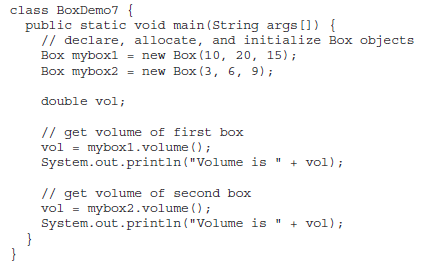 class BoxDemo7 {
  public static void main(String args[]) {
    // declare, allocate, and initialize Box objects
    Box mybox1 = new Box(10, 20, 15);
    Box mybox2 = new Box(3, 6, 9);

    double vol;

    // get volume of first box
    vol = mybox1.volume();
    System.out.println("Volume is " + vol);

    // get volume of second box
    vol = mybox2.volume();
    System.out.println("Volume is " + vol);
  }
}